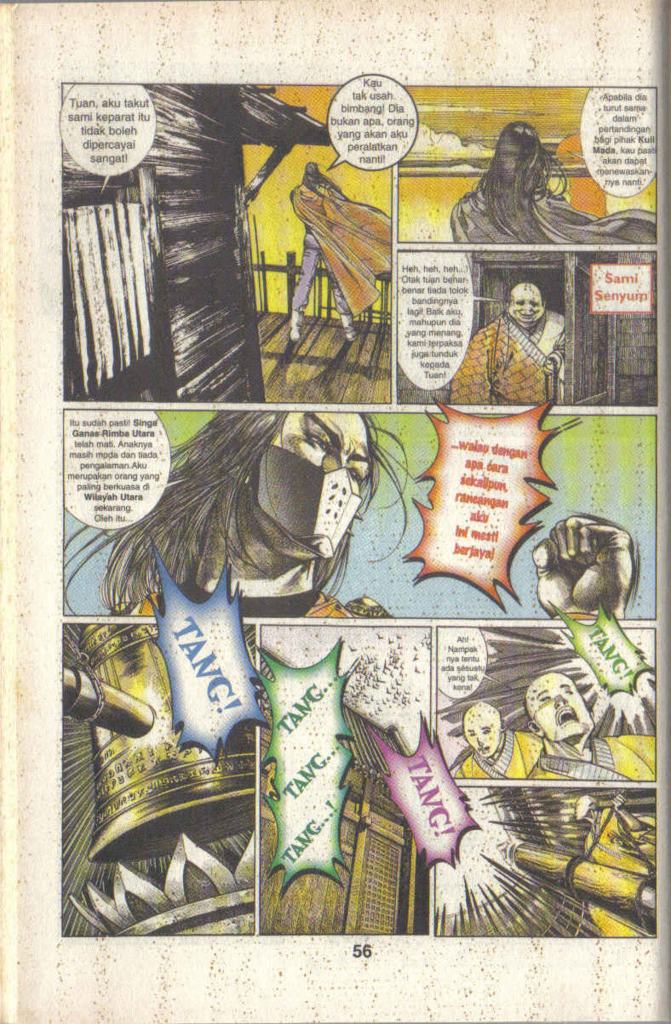 Tuan, aku takut
sami keparat itu
tidak boleh
dipercayai
sangat!
Kau
tak usah
bimbang! Dia
bukan apa, orang
yang akan aku
peralatkan
nanti!
Apabila dia
turut sama
dalam
pertandingan
bagi pihak Kuil
Mada, kau pasti
akan dapat
menewaskan-
nya nanti.
Heh, heh, heh...!
Otak tuan benar-
benar tiada tolok
bandingnya
lagi! Baik aku,
mahupun dia
yang menang,
kami terpaksa
juga tunduk
kepada
Tuan!
Sami
Senyum
Itu sudah pasti! Singa
Ganas Rimba Utara
telah mati. Anaknya
masih muda dan tiada
pengalaman. Aku
merupakan orang yang
paling berkuasa di
Wilayah Utara
sekarang.
Oleh itu...
...walau dengan
apa cara
sekalipun,
rancangan
aku
ini mesti
berjaya!
TANG!
TANG...
TANG...
TANG...!
TANG!
Ah!
Nampak
nya tentu
ada sesuatu
yang tak
kena!
TANG!
56